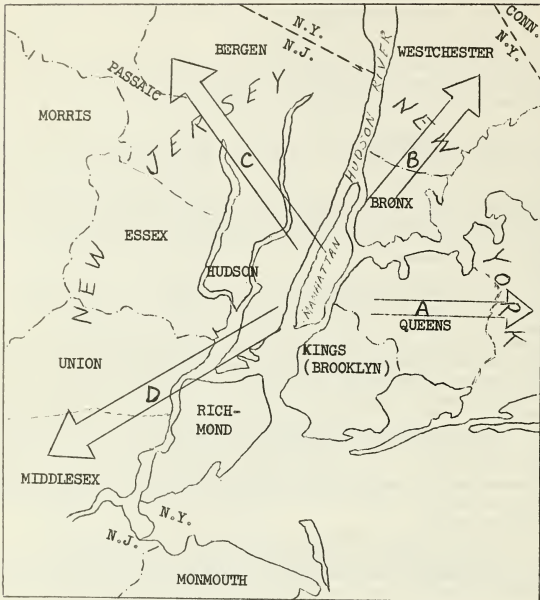 N.Y.
N.J.
CONN.
N.Y.
BERGEN
WESTCHESTER
PASSAIC
HUDSON RIVER
MORRIS
NEW
JERSEY
C
B
BRONX
ESSEX
HUDSON
MANHATTAN
NEW
YORK
A
QUEENS
KINGS
(BROOKLYN)
UNION
D
RICH-
MOND
MIDDLESEX
N.Y.
N.J.
MONMOUTH